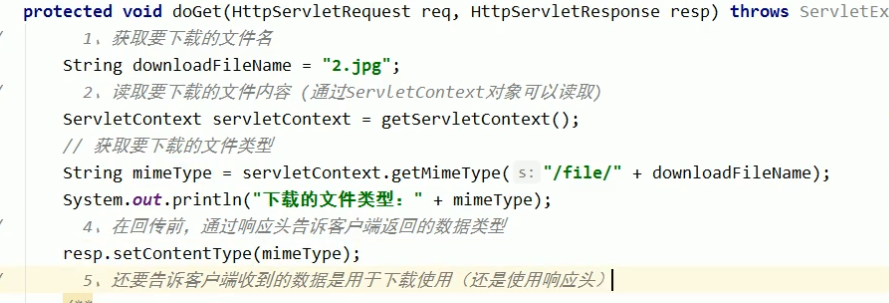 protected void doGet(HttpServletRequest req, HttpServletResponse resp) throws ServletEx
1、获取要下载的文件名
String downloadFileName = "2.jpg";
2、读取要下载的文件内容 (通过ServletContext对象可以读取)
ServletContext servletContext = getServletContext();
// 获取要下载的文件类型
String mimeType = servletContext.getMimeType( s: "/file/" + downloadFileName);
System.out.println("下载的文件类型：" + mimeType);
4、在回传前，通过响应头告诉客户端返回的数据类型
resp.setContentType(mimeType);
5、还要告诉客户端收到的数据是用于下载使用（还是使用响应头）
/**